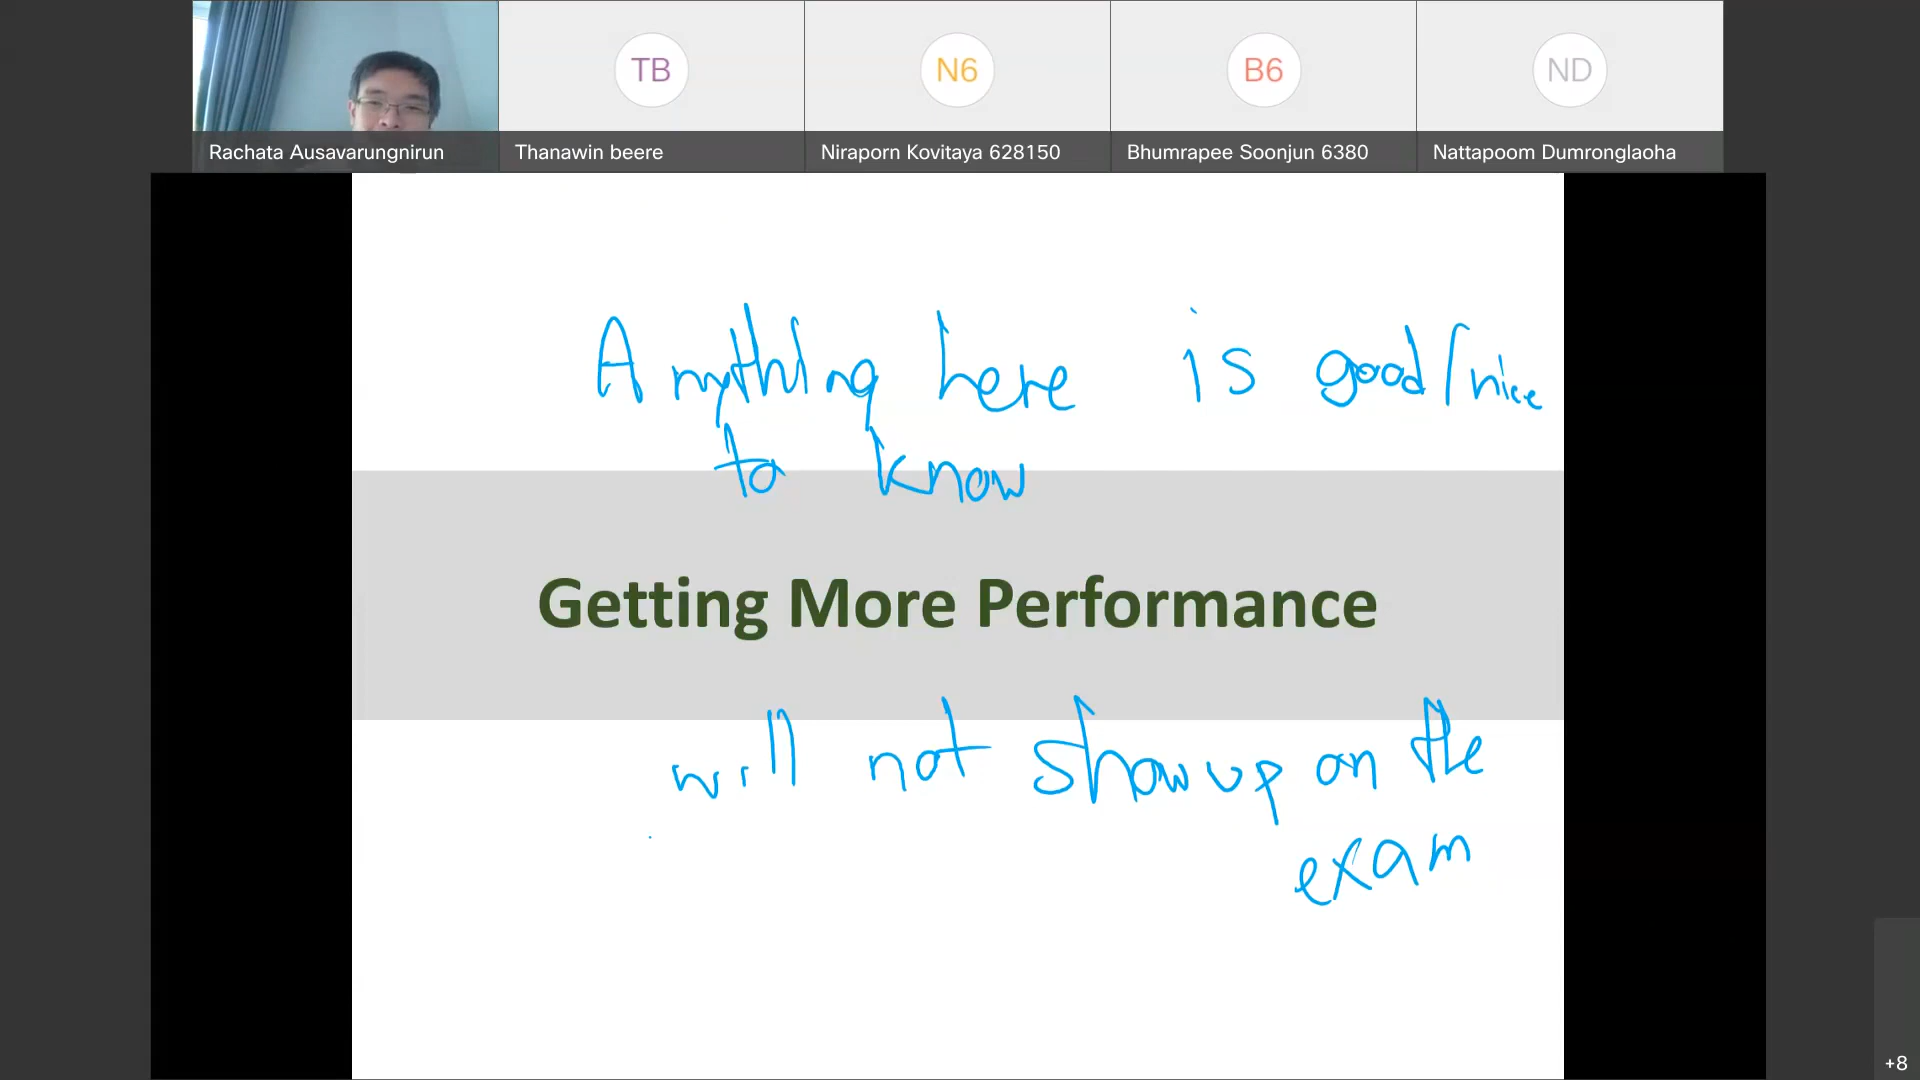 TB
N6
B6
ND
Rachata Ausavarungnirun
Thanawin beere
Niraporn Kovitaya 628150
Bhumrapee Soonjun 6380
Nattapoom Dumronglaoha
Anything here is good/nice
to know
Getting More Performance
will not show up on the
exam
+8